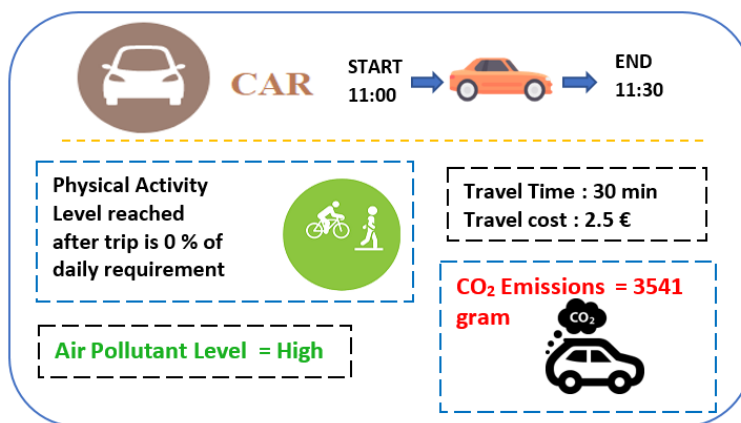 CAR
START
11:00
END
11:30
Physical Activity
Level reached
after trip is 0 % of
daily requirement
Travel Time : 30 min
Travel cost : 2.5 €
CO₂ Emissions = 3541
gram
CO₂
Air Pollutant Level = High